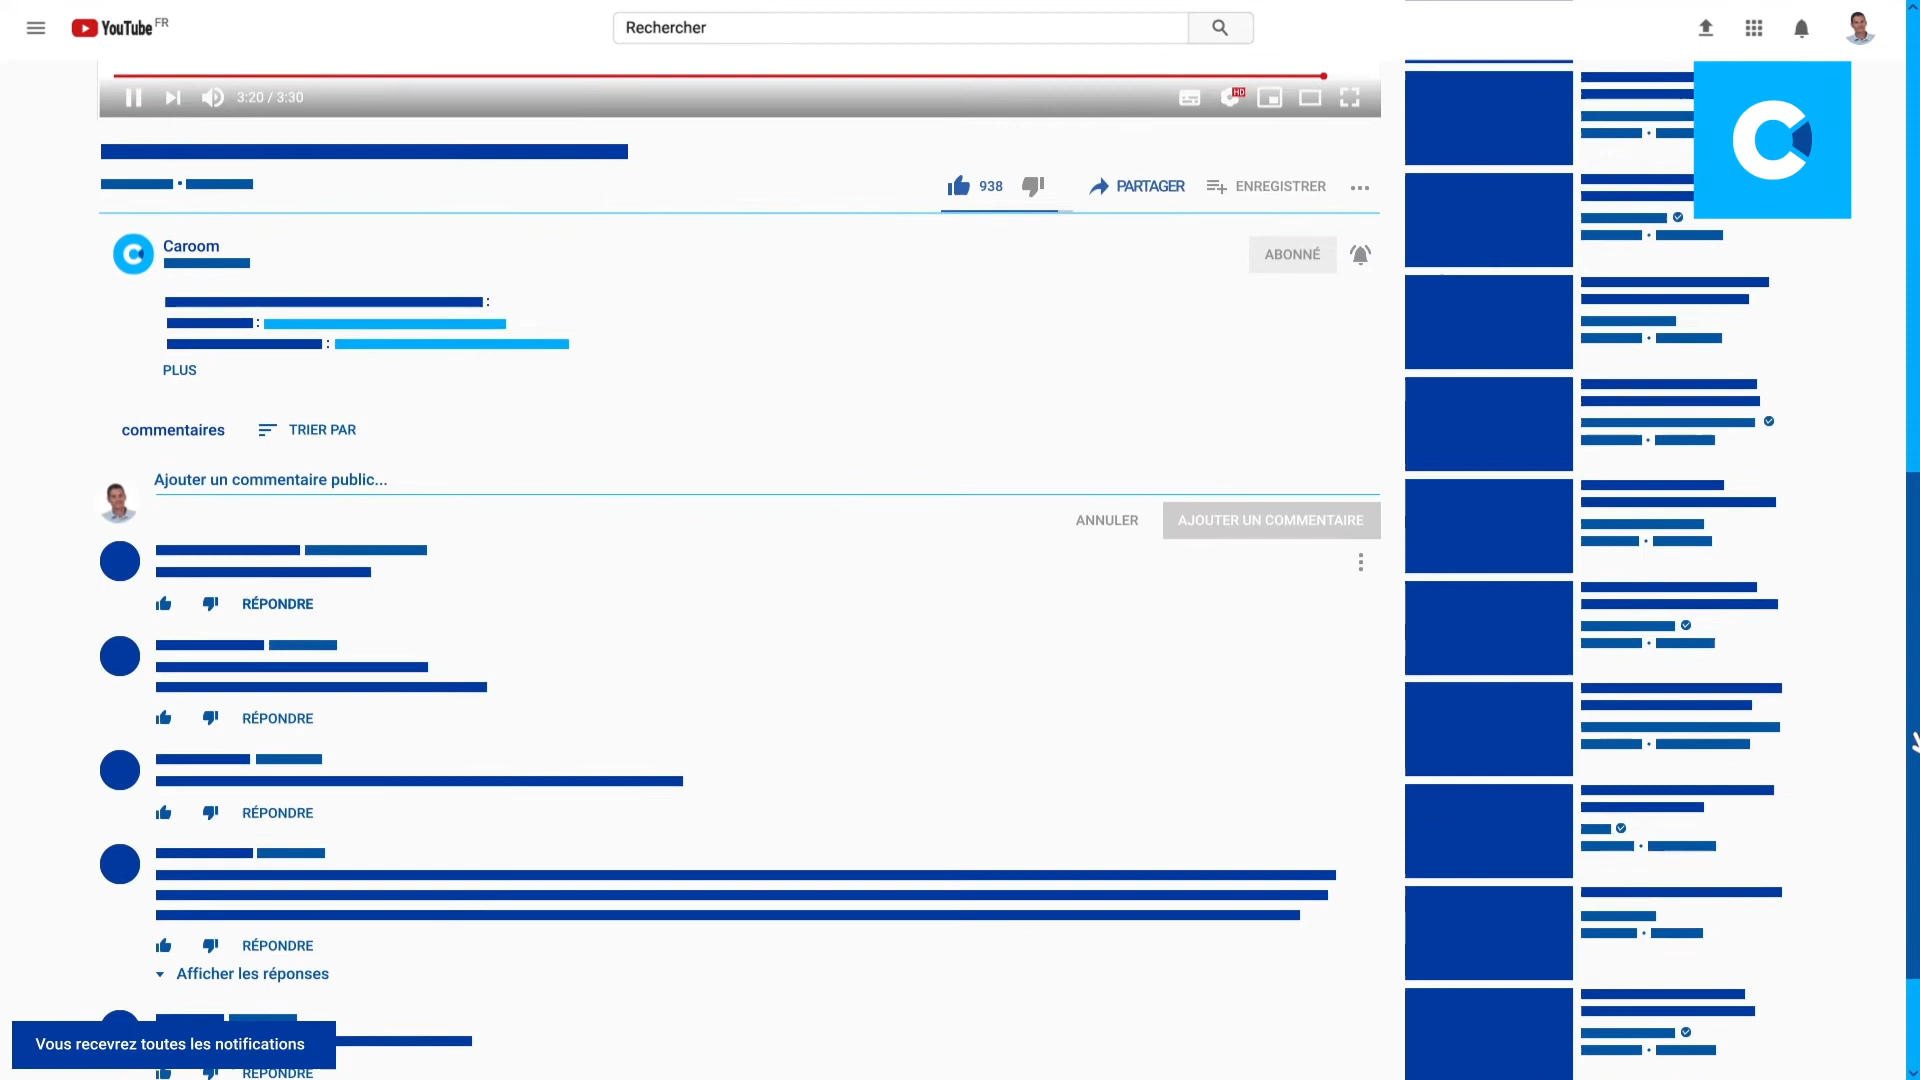 YouTube FR
Rechercher
3:20 / 3:30
HD
938
PARTAGER
ENREGISTRER
Caroom
ABONNÉ
:
:
:
PLUS
commentaires
TRIER PAR
Ajouter un commentaire public...
ANNULER
AJOUTER UN COMMENTAIRE
RÉPONDRE
RÉPONDRE
RÉPONDRE
RÉPONDRE
Afficher les réponses
Vous recevrez toutes les notifications
RÉPONDRE